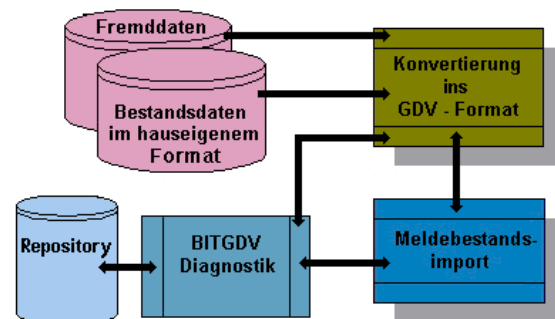 Fremddaten
Bestandsdaten
im hauseigenem
Format
Konvertierung
ins
GDV - Format
Repository
BITGDV
Diagnostik
Meldebestands-
import